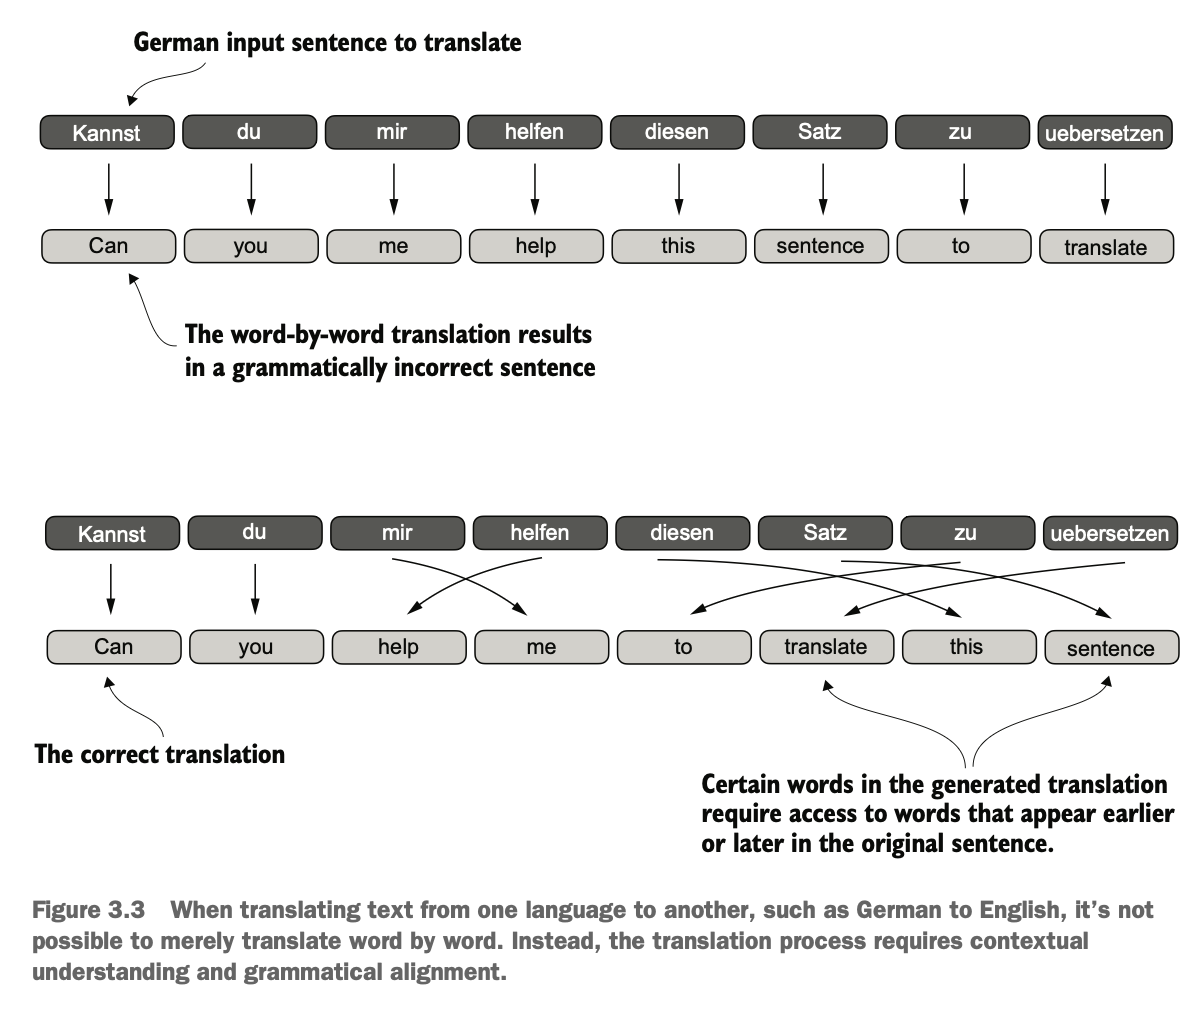 German input sentence to translate
Kannst du mir helfen diesen Satz zu uebersetzen
Can you me help this sentence to translate
The word-by-word translation results
in a grammatically incorrect sentence
Kannst du mir helfen diesen Satz zu uebersetzen
Can you help me to translate this sentence
The correct translation
Certain words in the generated translation
require access to words that appear earlier
or later in the original sentence.
Figure 3.3 When translating text from one language to another, such as German to English, it’s not
possible to merely translate word by word. Instead, the translation process requires contextual
understanding and grammatical alignment.